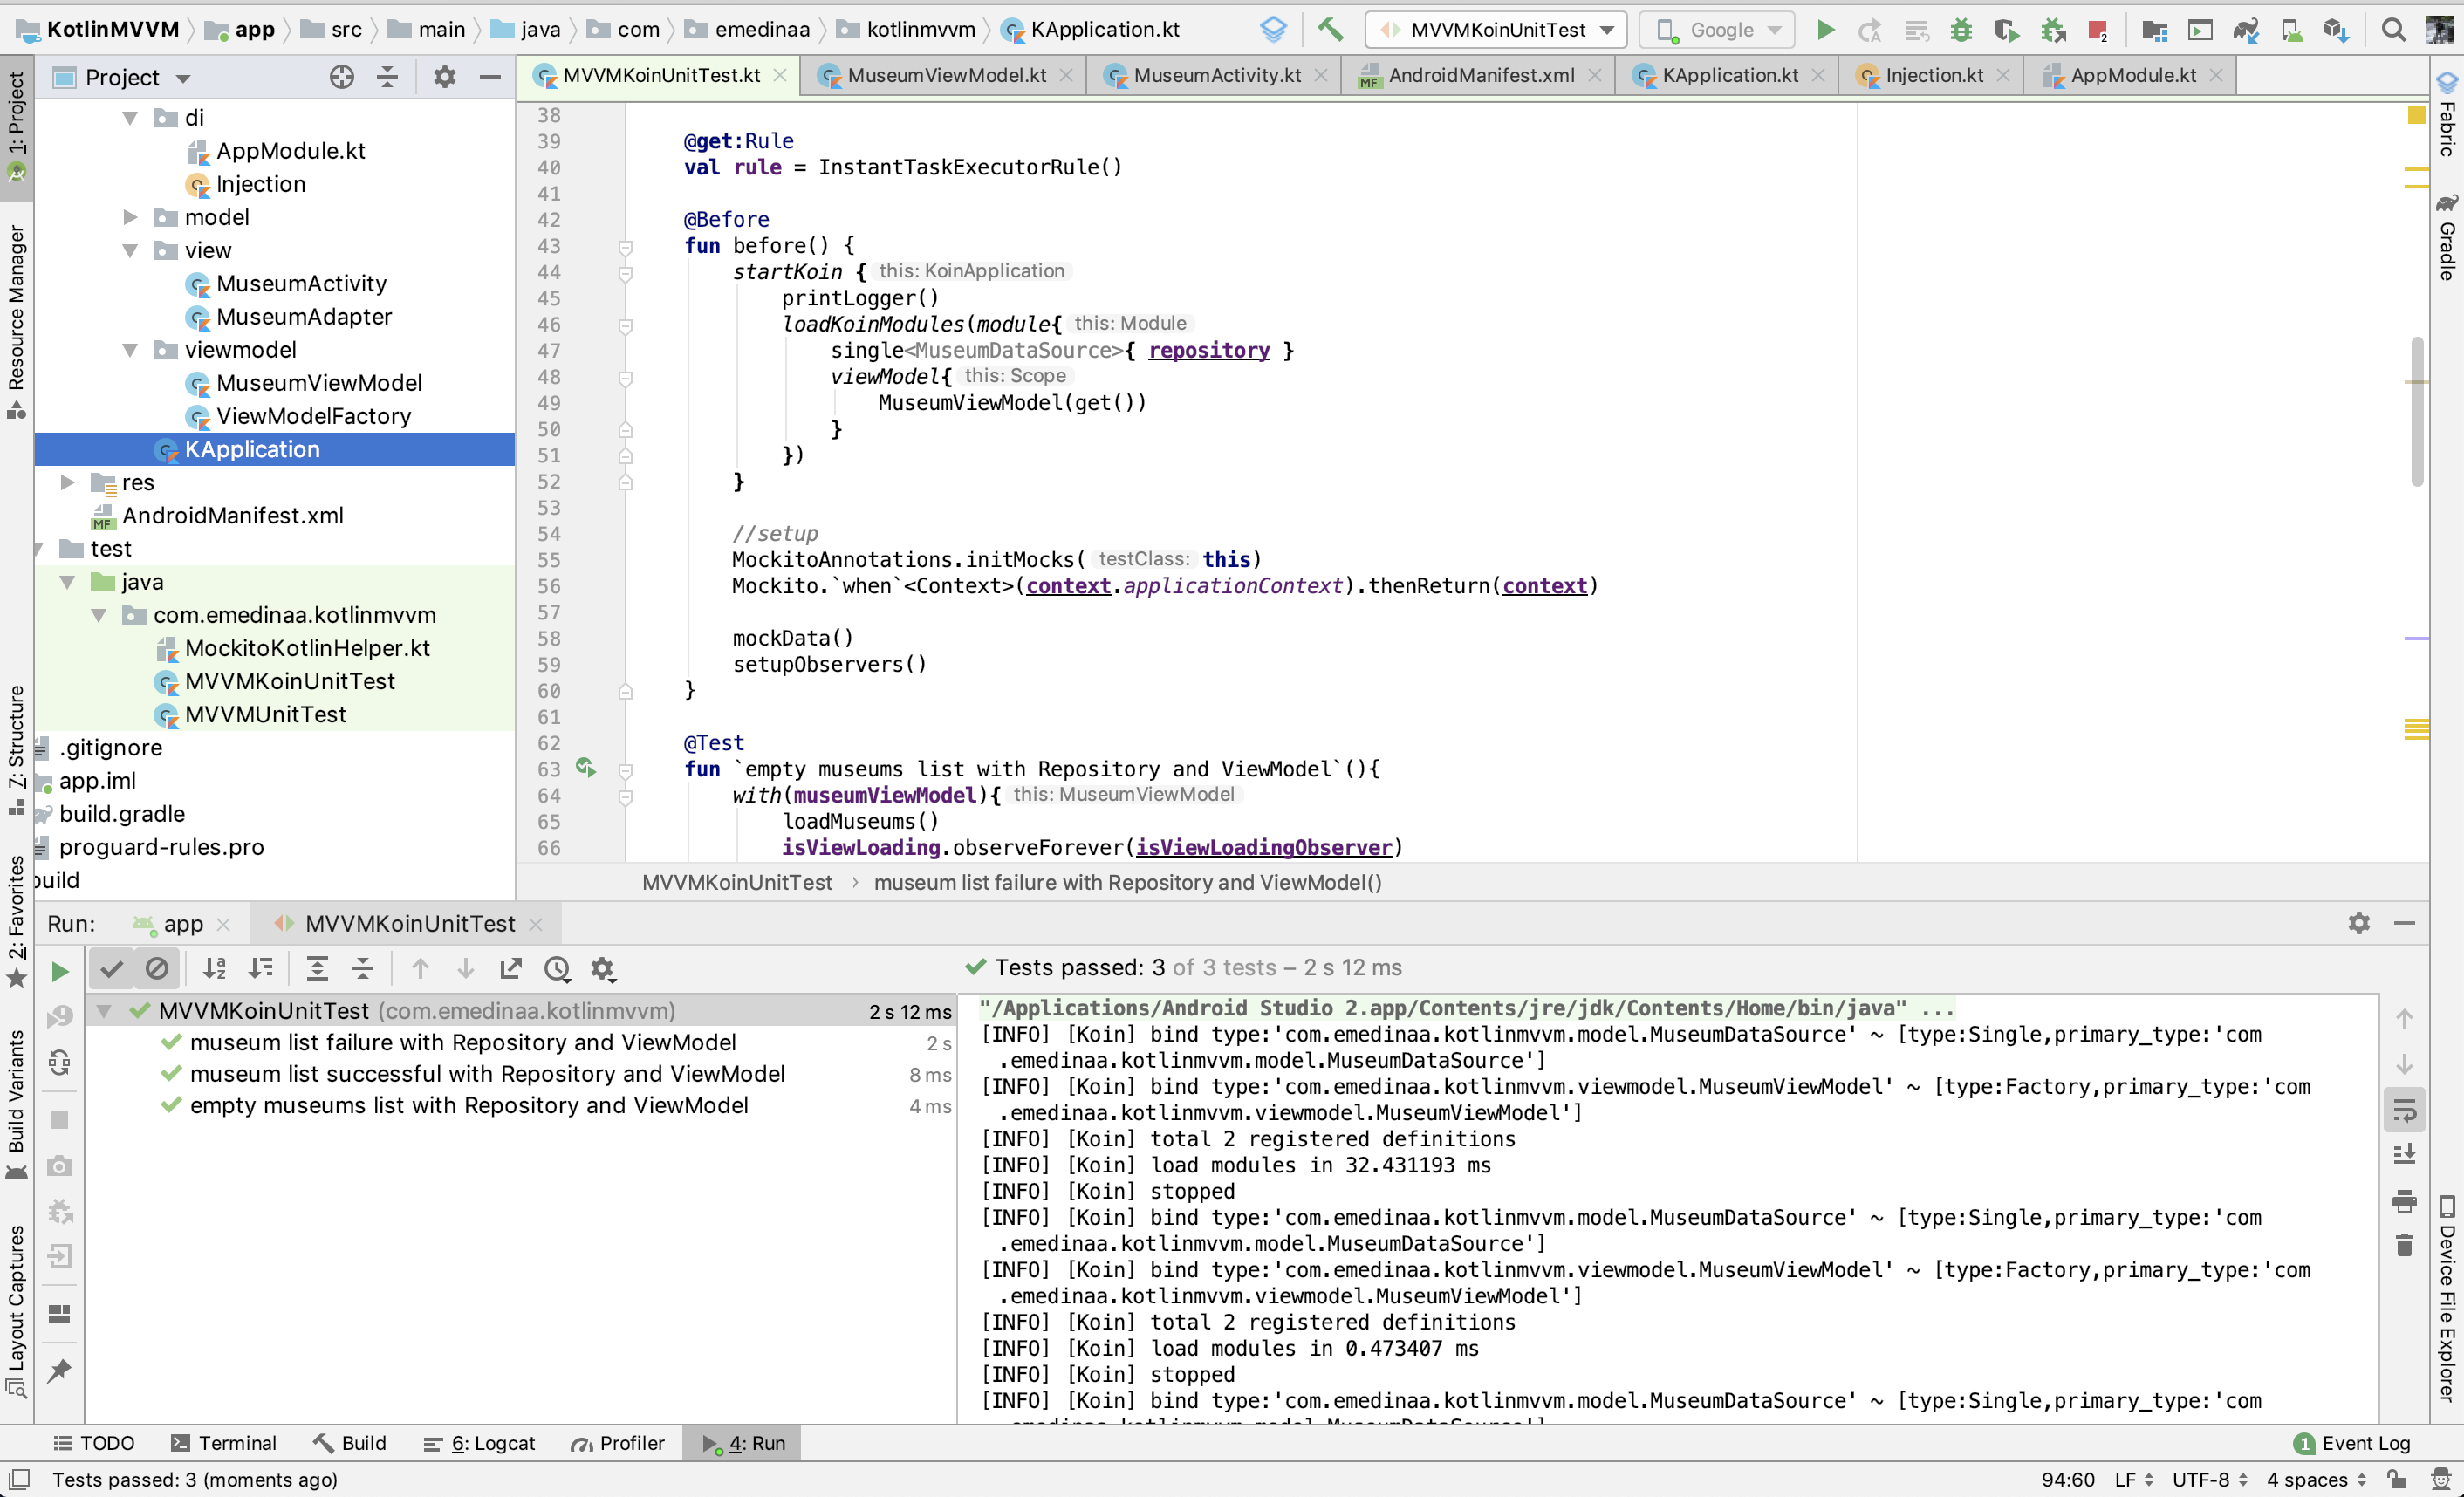 KotlinMVVM app src main java com emedinaa kotlinmvvm KApplication.kt MVVMKoinUnitTest Google
1: Project
Resource Manager
7: Structure
2: Favorites
Build Variants
Layout Captures
Project
di
AppModule.kt
Injection
model
view
MuseumActivity
MuseumAdapter
viewmodel
MuseumViewModel
ViewModelFactory
KApplication
res
AndroidManifest.xml
test
java
com.emedinaa.kotlinmvvm
MockitoKotlinHelper.kt
MVVMKoinUnitTest
MVVMUnitTest
.gitignore
app.iml
build.gradle
proguard-rules.pro
MVVMKoinUnitTest.kt MuseumViewModel.kt MuseumActivity.kt AndroidManifest.xml KApplication.kt Injection.kt AppModule.kt
38
39 @get:Rule
40 val rule = InstantTaskExecutorRule()
41
42 @Before
43 fun before() {
44 startKoin { this: KoinApplication
45 printLogger()
46 loadKoinModules(module{ this: Module
47 single<MuseumDataSource>{ repository }
48 viewModel{ this: Scope
49 MuseumViewModel(get())
50 }
51 })
52 }
53
54 //setup
55 MockitoAnnotations.initMocks( testClass: this)
56 Mockito.`when`<Context>(context.applicationContext).thenReturn(context)
57
58 mockData()
59 setupObservers()
60 }
61
62 @Test
63 fun `empty museums list with Repository and ViewModel`(){
64 with(museumViewModel){ this: MuseumViewModel
65 loadMuseums()
66 isViewLoading.observeForever(isViewLoadingObserver)
MVVMKoinUnitTest › museum list failure with Repository and ViewModel()
Fabric
Gradle
Device File Explorer
Run: app MVVMKoinUnitTest
Tests passed: 3 of 3 tests – 2 s 12 ms
MVVMKoinUnitTest (com.emedinaa.kotlinmvvm) 2 s 12 ms
museum list failure with Repository and ViewModel 2 s
museum list successful with Repository and ViewModel 8 ms
empty museums list with Repository and ViewModel 4 ms
"/Applications/Android Studio 2.app/Contents/jre/jdk/Contents/Home/bin/java" ...
[INFO] [Koin] bind type:'com.emedinaa.kotlinmvvm.model.MuseumDataSource' ~ [type:Single,primary_type:'com
.emedinaa.kotlinmvvm.model.MuseumDataSource']
[INFO] [Koin] bind type:'com.emedinaa.kotlinmvvm.viewmodel.MuseumViewModel' ~ [type:Factory,primary_type:'com
.emedinaa.kotlinmvvm.viewmodel.MuseumViewModel']
[INFO] [Koin] total 2 registered definitions
[INFO] [Koin] load modules in 32.431193 ms
[INFO] [Koin] stopped
[INFO] [Koin] bind type:'com.emedinaa.kotlinmvvm.model.MuseumDataSource' ~ [type:Single,primary_type:'com
.emedinaa.kotlinmvvm.model.MuseumDataSource']
[INFO] [Koin] bind type:'com.emedinaa.kotlinmvvm.viewmodel.MuseumViewModel' ~ [type:Factory,primary_type:'com
.emedinaa.kotlinmvvm.viewmodel.MuseumViewModel']
[INFO] [Koin] total 2 registered definitions
[INFO] [Koin] load modules in 0.473407 ms
[INFO] [Koin] stopped
[INFO] [Koin] bind type:'com.emedinaa.kotlinmvvm.model.MuseumDataSource' ~ [type:Single,primary_type:'com
TODO Terminal Build 6: Logcat Profiler 4: Run 1 Event Log
Tests passed: 3 (moments ago) 94:60 LF UTF-8 4 spaces